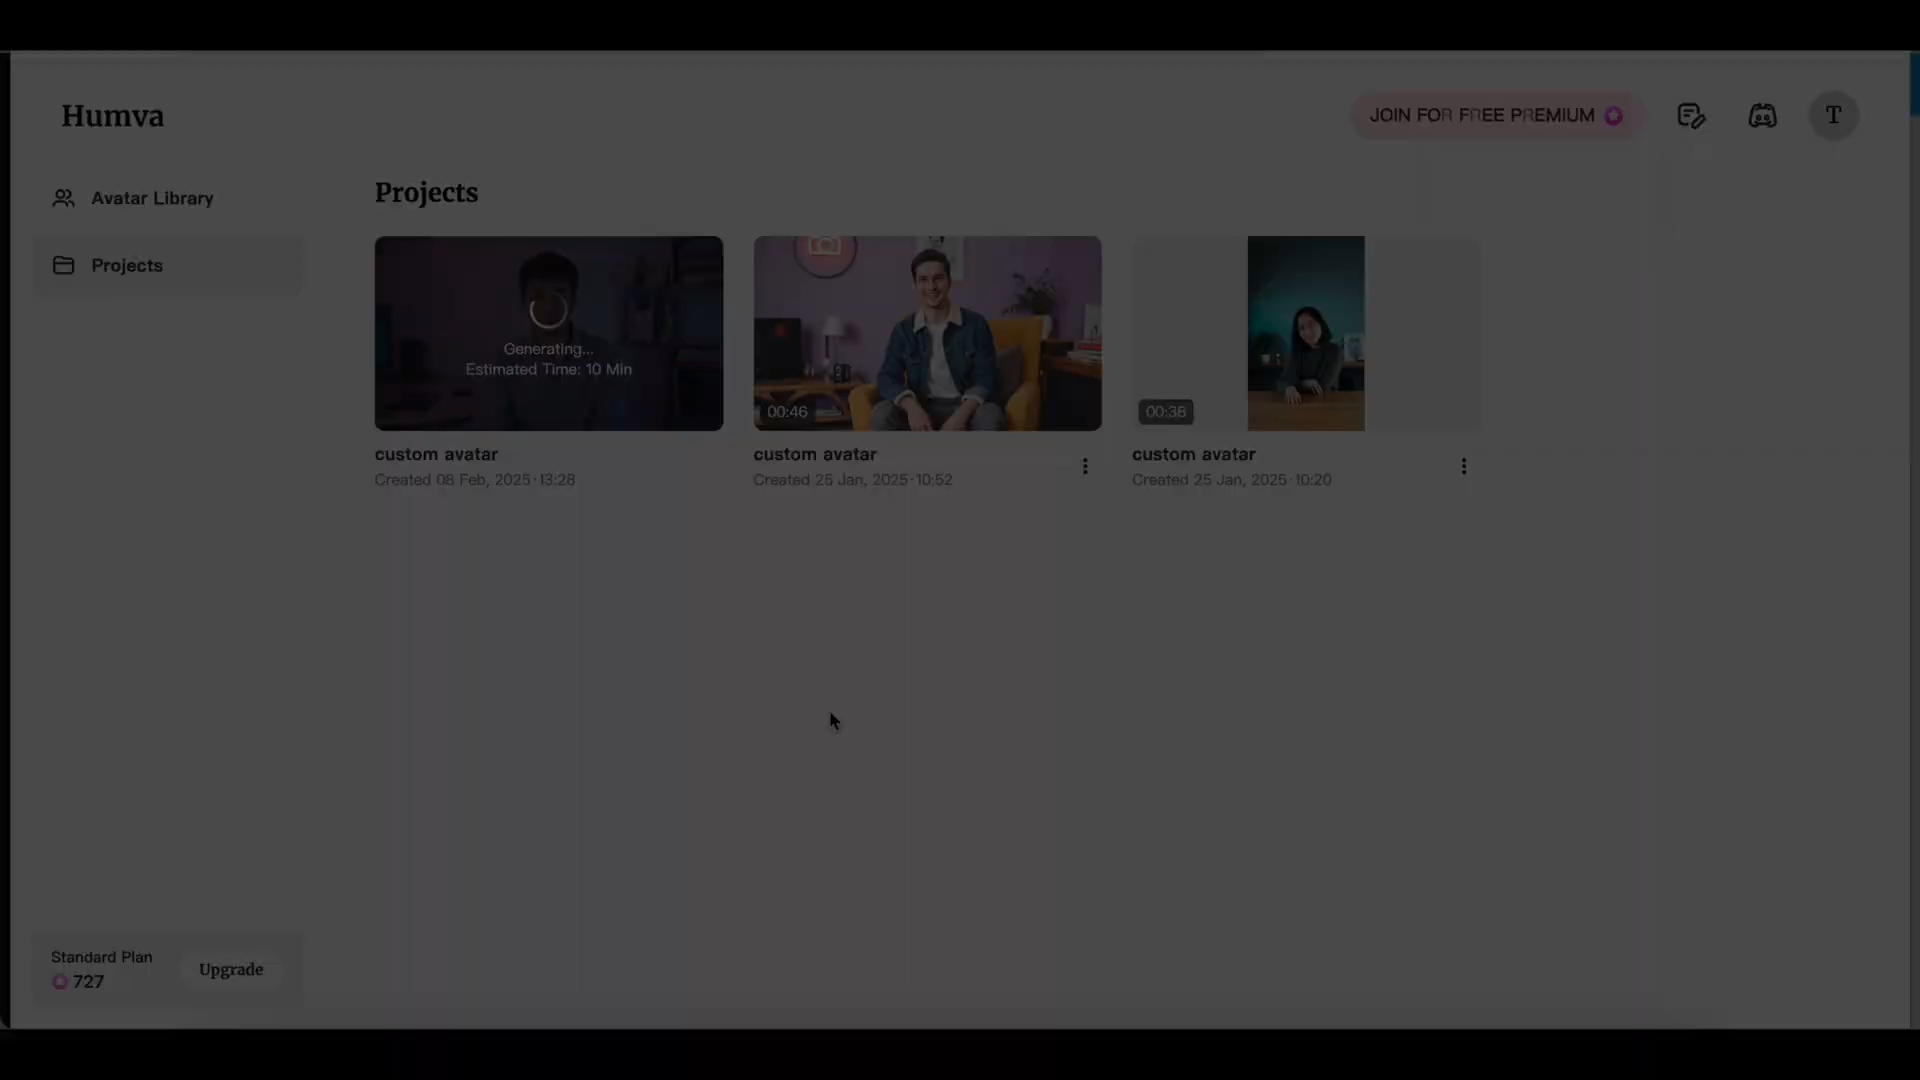 Humva
JOIN FOR FREE PREMIUM
T
Avatar Library
Projects
Projects
Generating...
Estimated Time: 10 Min
00:46
00:38
custom avatar
Created 08 Feb, 2025·13:28
custom avatar
Created 25 Jan, 2025·10:52
custom avatar
Created 25 Jan, 2025·10:20
Standard Plan
727
Upgrade